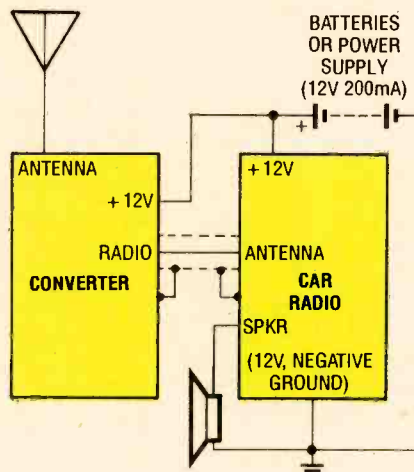 BATTERIES
OR POWER
SUPPLY
(12V 200mA)
+
ANTENNA
+ 12V
RADIO
CONVERTER
+ 12V
ANTENNA
CAR
RADIO
SPKR
(12V, NEGATIVE
GROUND)